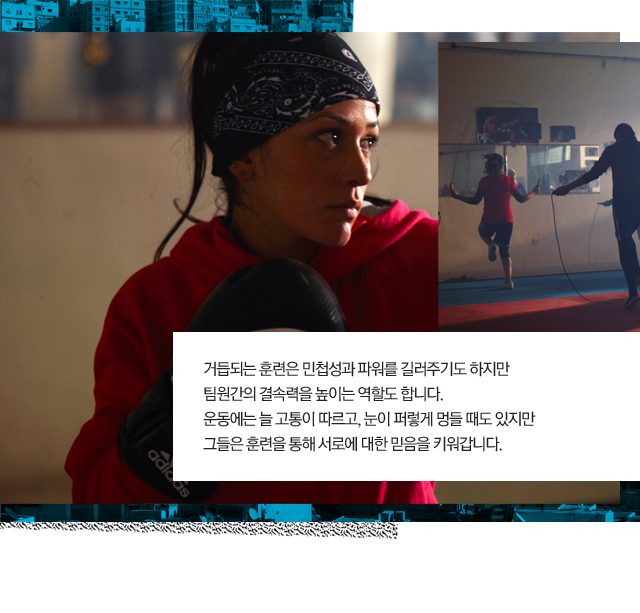 거듭되는 훈련은 민첩성과 파워를 길러주기도 하지만
팀원간의 결속력을 높이는 역할도 합니다.
운동에는 늘 고통이 따르고, 눈이 퍼렇게 멍들 때도 있지만
그들은 훈련을 통해 서로에 대한 믿음을 키워갑니다.
adidas